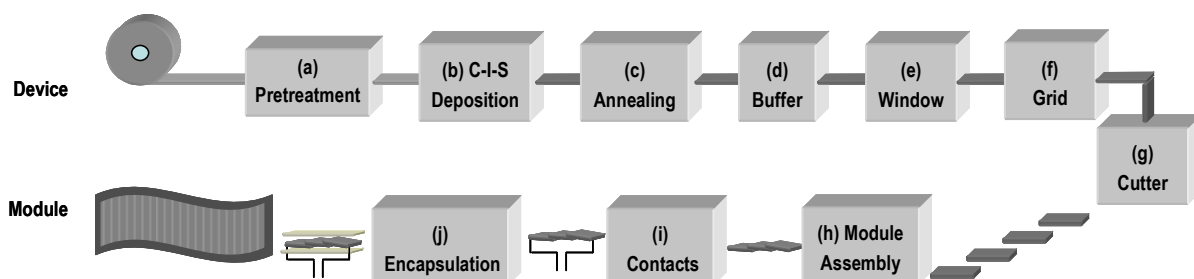 Device
(a)
Pretreatment
(b) C-I-S
Deposition
(c)
Annealing
(d)
Buffer
(e)
Window
(f)
Grid
(g)
Cutter
Module
(j)
Encapsulation
(i)
Contacts
(h) Module
Assembly